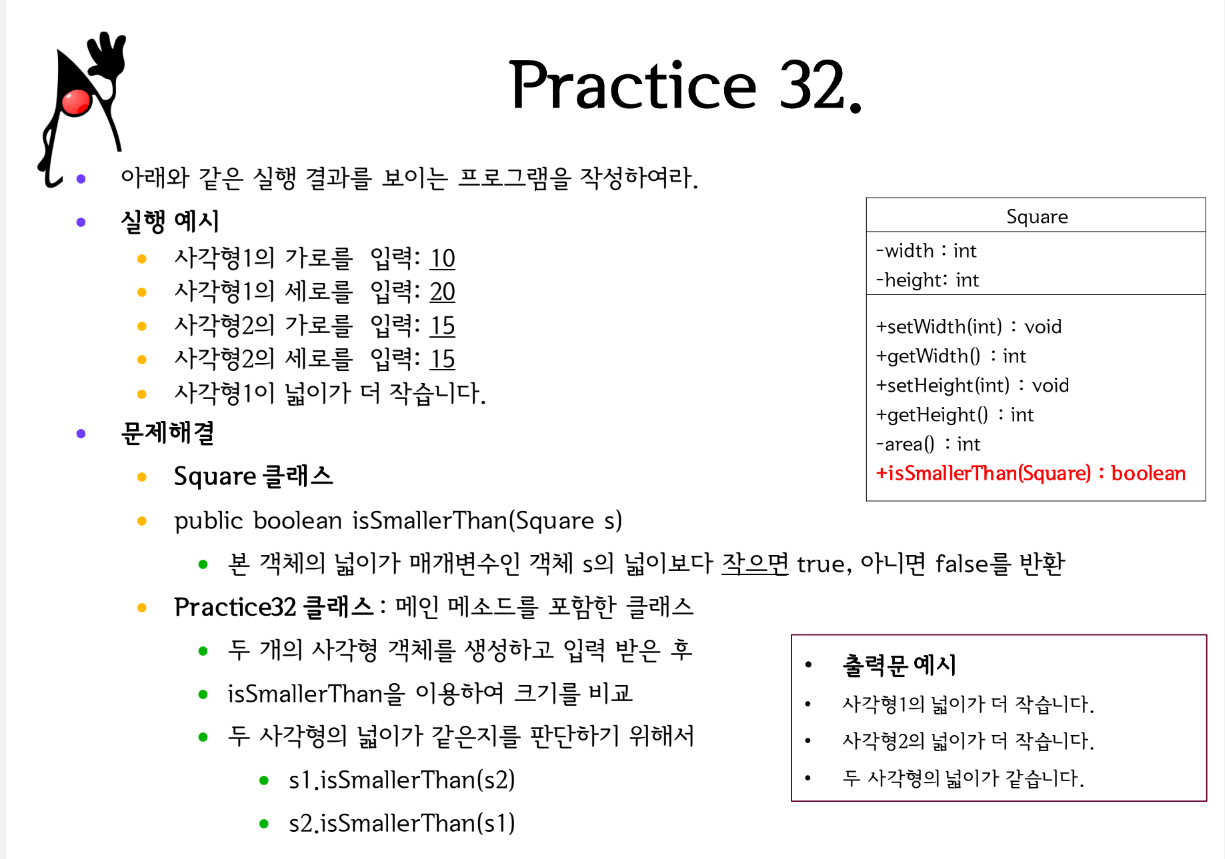 Practice 32.
• 아래와 같은 실행 결과를 보이는 프로그램을 작성하여라.
• 실행 예시
• 사각형1의 가로를 입력: 10
• 사각형1의 세로를 입력: 20
• 사각형2의 가로를 입력: 15
• 사각형2의 세로를 입력: 15
• 사각형1이 넓이가 더 작습니다.
• 문제해결
• Square 클래스
• public boolean isSmallerThan(Square s)
• 본 객체의 넓이가 매개변수인 객체 s의 넓이보다 작으면 true, 아니면 false를 반환
• Practice32 클래스 : 메인 메소드를 포함한 클래스
• 두 개의 사각형 객체를 생성하고 입력 받은 후
• isSmallerThan을 이용하여 크기를 비교
• 두 사각형의 넓이가 같은지를 판단하기 위해서
• s1.isSmallerThan(s2)
• s2.isSmallerThan(s1)
Square
-width : int
-height: int
+setWidth(int) : void
+getWidth() : int
+setHeight(int) : void
+getHeight() : int
-area() : int
+isSmallerThan(Square) : boolean
• 출력문 예시
• 사각형1의 넓이가 더 작습니다.
• 사각형2의 넓이가 더 작습니다.
• 두 사각형의 넓이가 같습니다.